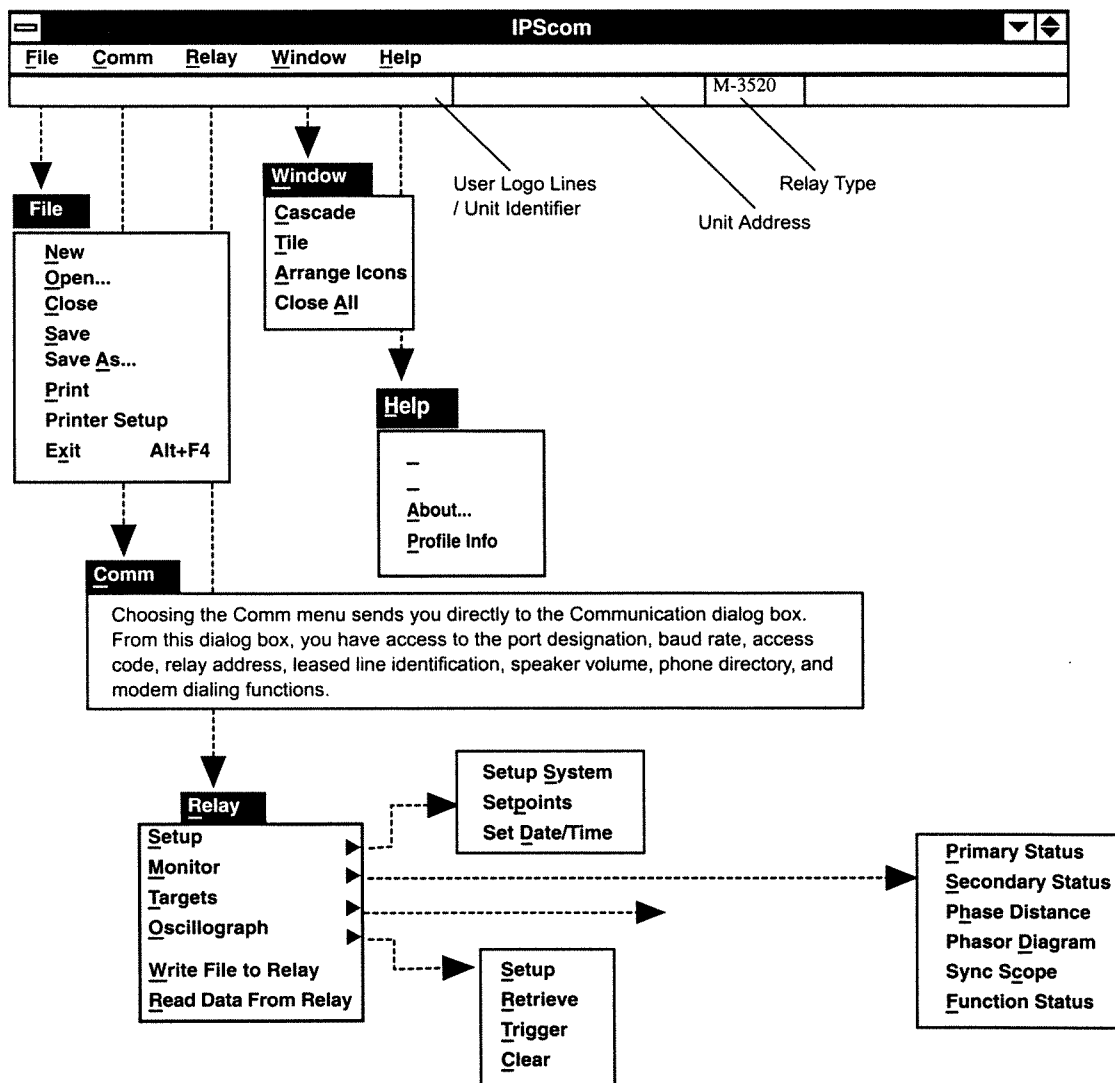 IPScom
File Comm Relay Window Help
M-3520
User Logo Lines
/ Unit Identifier
Unit Address
Relay Type
File
New
Open...
Close
Save
Save As...
Print
Printer Setup
Exit Alt+F4
Window
Cascade
Tile
Arrange Icons
Close All
Help
About...
Profile Info
Comm
Choosing the Comm menu sends you directly to the Communication dialog box.
From this dialog box, you have access to the port designation, baud rate, access
code, relay address, leased line identification, speaker volume, phone directory, and
modem dialing functions.
Relay
Setup
Monitor
Targets
Oscillograph
Write File to Relay
Read Data From Relay
Setup System
Setpoints
Set Date/Time
Primary Status
Secondary Status
Phase Distance
Phasor Diagram
Sync Scope
Function Status
Setup
Retrieve
Trigger
Clear